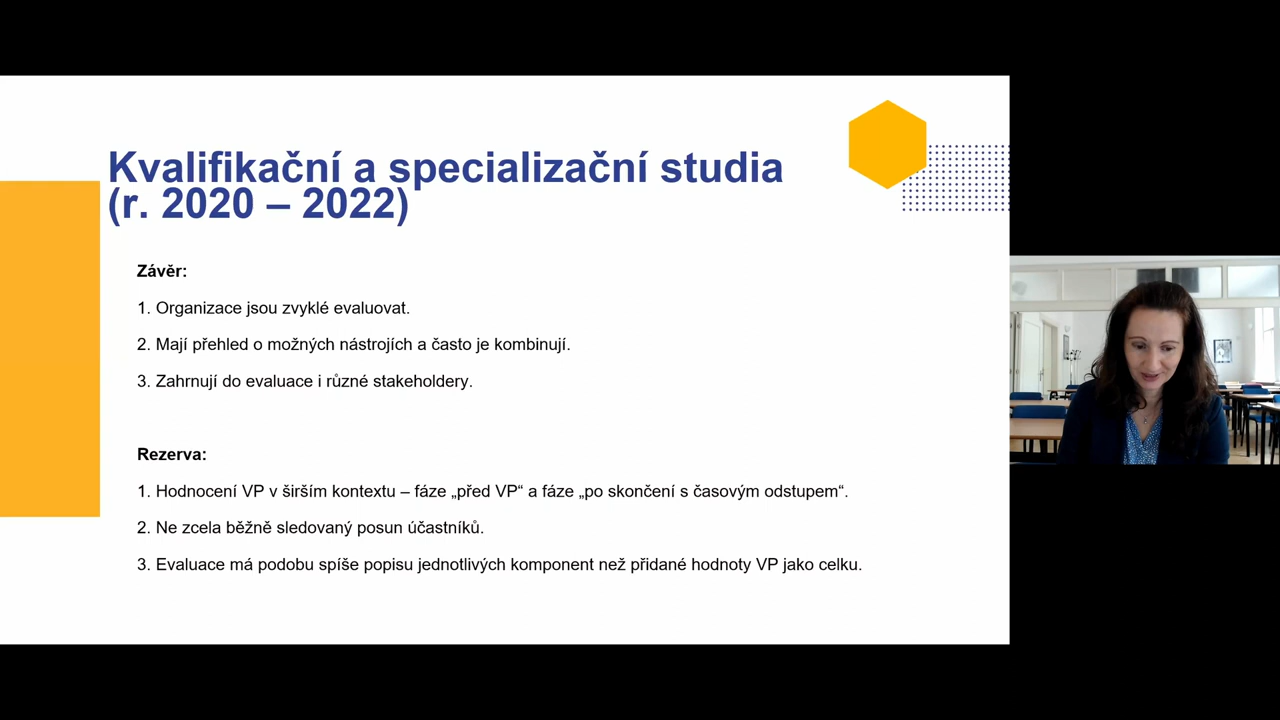 Kvalifikační a specializační studia
(r. 2020 – 2022)
Závěr:
1. Organizace jsou zvyklé evaluovat.
2. Mají přehled o možných nástrojích a často je kombinují.
3. Zahrnují do evaluace i různé stakeholdery.
Rezerva:
1. Hodnocení VP v širším kontextu – fáze „před VP“ a fáze „po skončení s časovým odstupem“.
2. Ne zcela běžně sledovaný posun účastníků.
3. Evaluace má podobu spíše popisu jednotlivých komponent než přidané hodnoty VP jako celku.